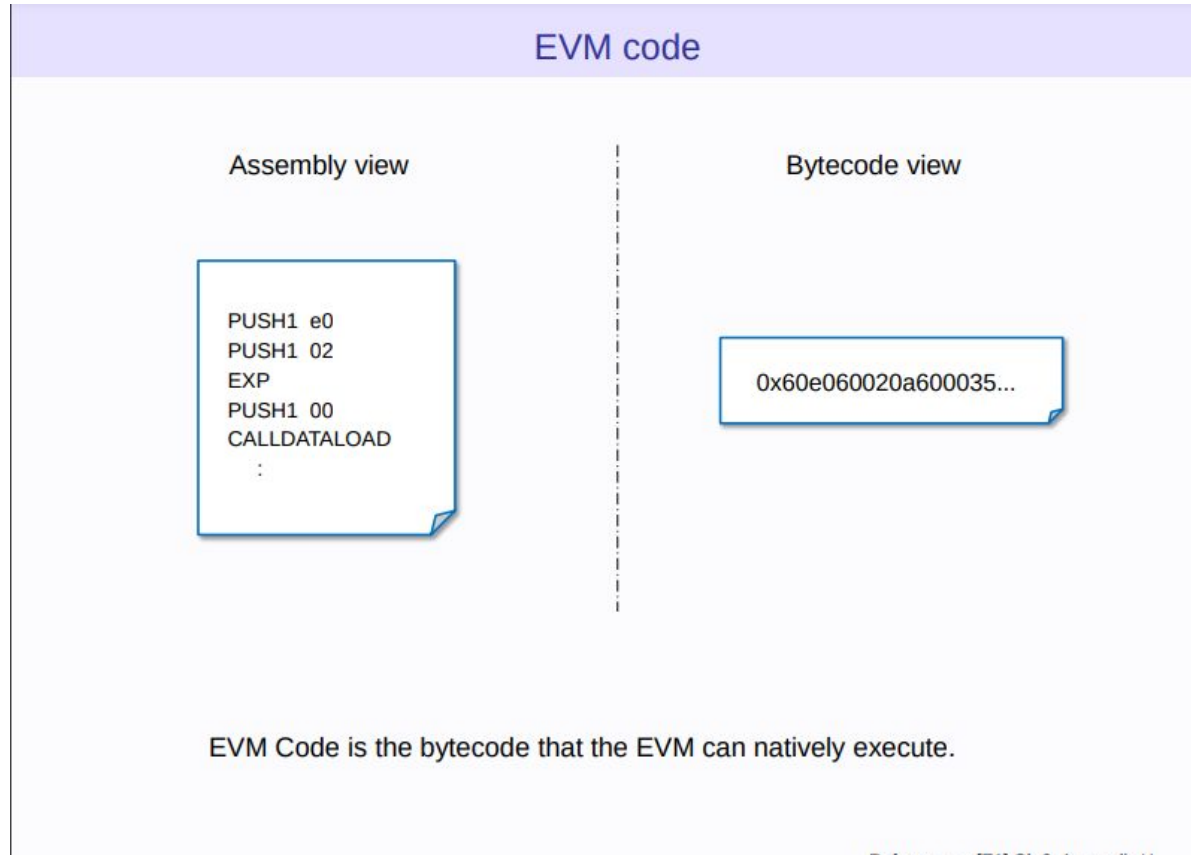 EVM code
Assembly view
PUSH1 e0
PUSH1 02
EXP
PUSH1 00
CALLDATALOAD
:
Bytecode view
0x60e060020a600035...
EVM Code is the bytecode that the EVM can natively execute.